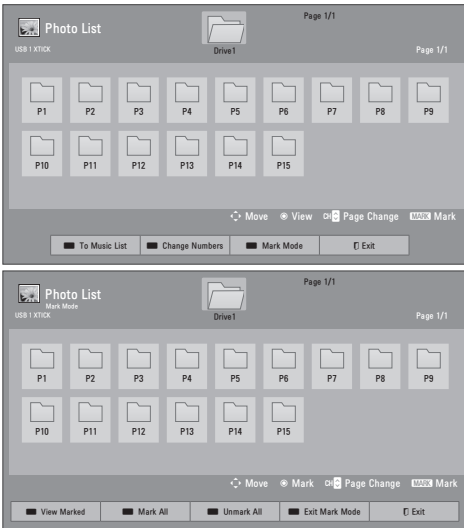 Page 1/1
Photo List
USB 1 XTICK
Drive1
Page 1/1
P1 P2 P3 P4 P5 P6 P7 P8 P9
P10 P11 P12 P13 P14 P15
Move View CH Page Change MARK Mark
To Music List Change Numbers Mark Mode Exit
Page 1/1
Photo List
Mark Mode
USB 1 XTICK
Drive1
Page 1/1
P1 P2 P3 P4 P5 P6 P7 P8 P9
P10 P11 P12 P13 P14 P15
Move Mark CH Page Change MARK Mark
View Marked Mark All Unmark All Exit Mark Mode Exit